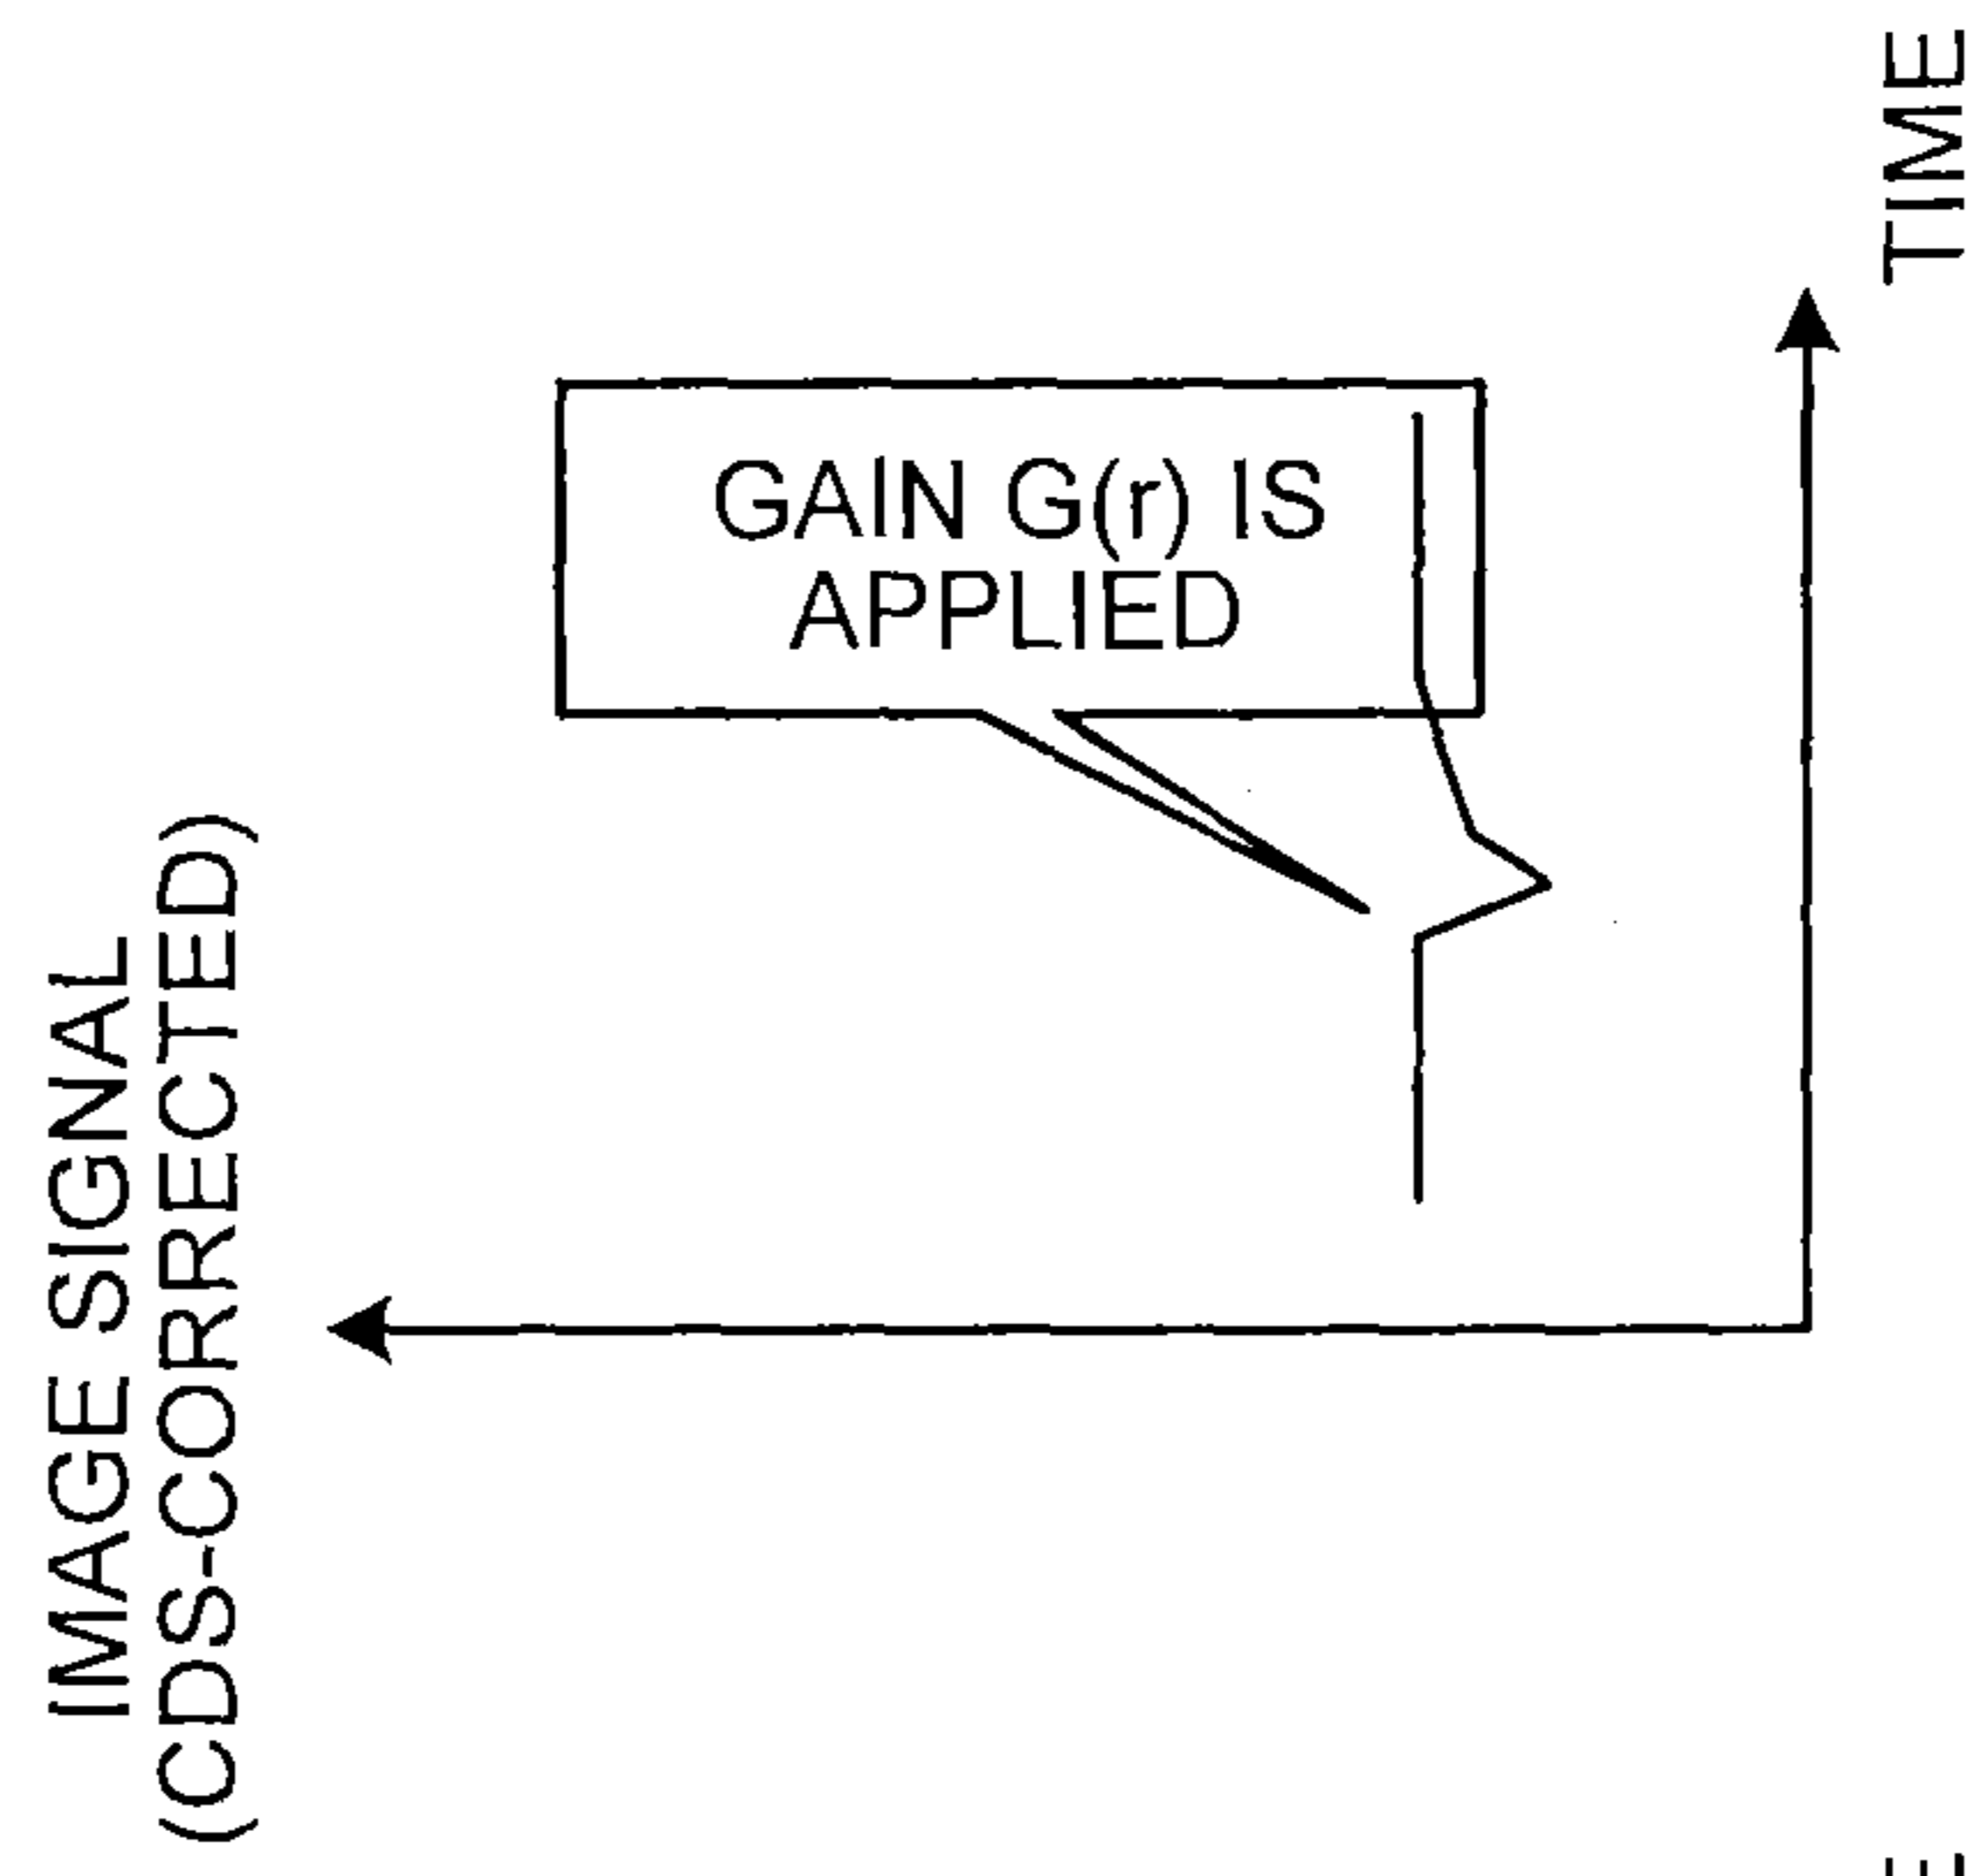 IMAGE SIGNAL
(CDS-CORRECTED)
GAIN G(r) IS
APPLIED
TIME